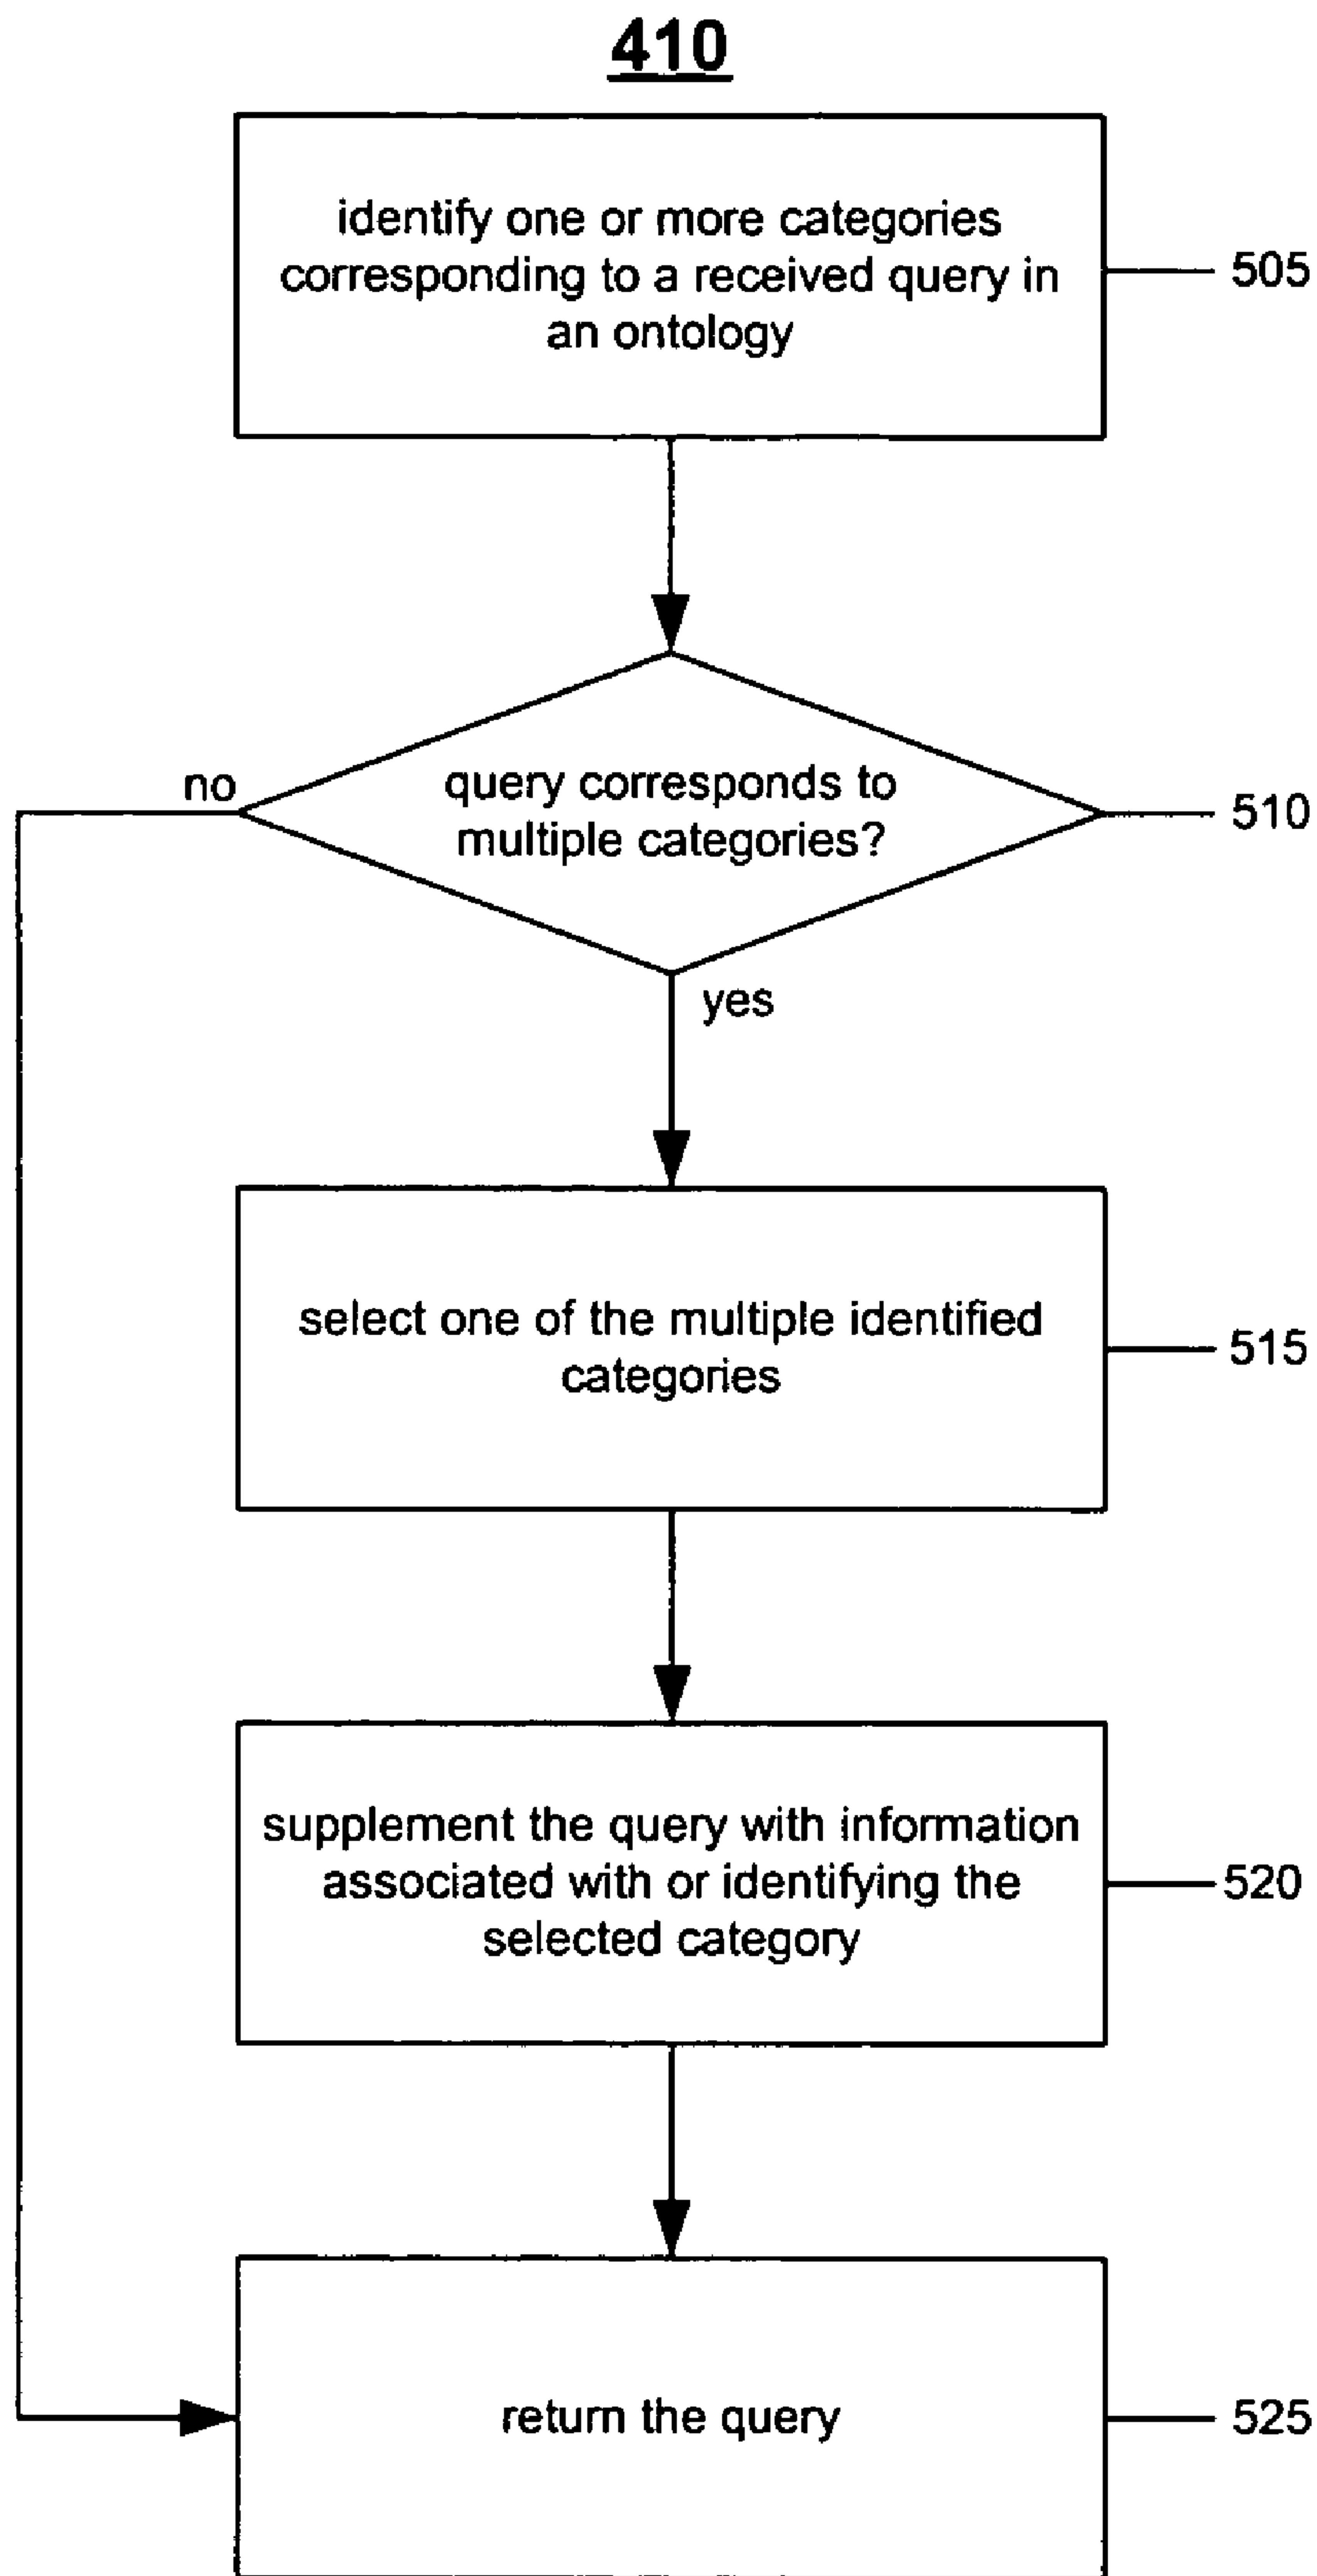 410
identify one or more categories
corresponding to a received query in
an ontology
505
no
query corresponds to
multiple categories?
510
yes
select one of the multiple identified
categories
515
supplement the query with information
associated with or identifying the
selected category
520
return the query
525